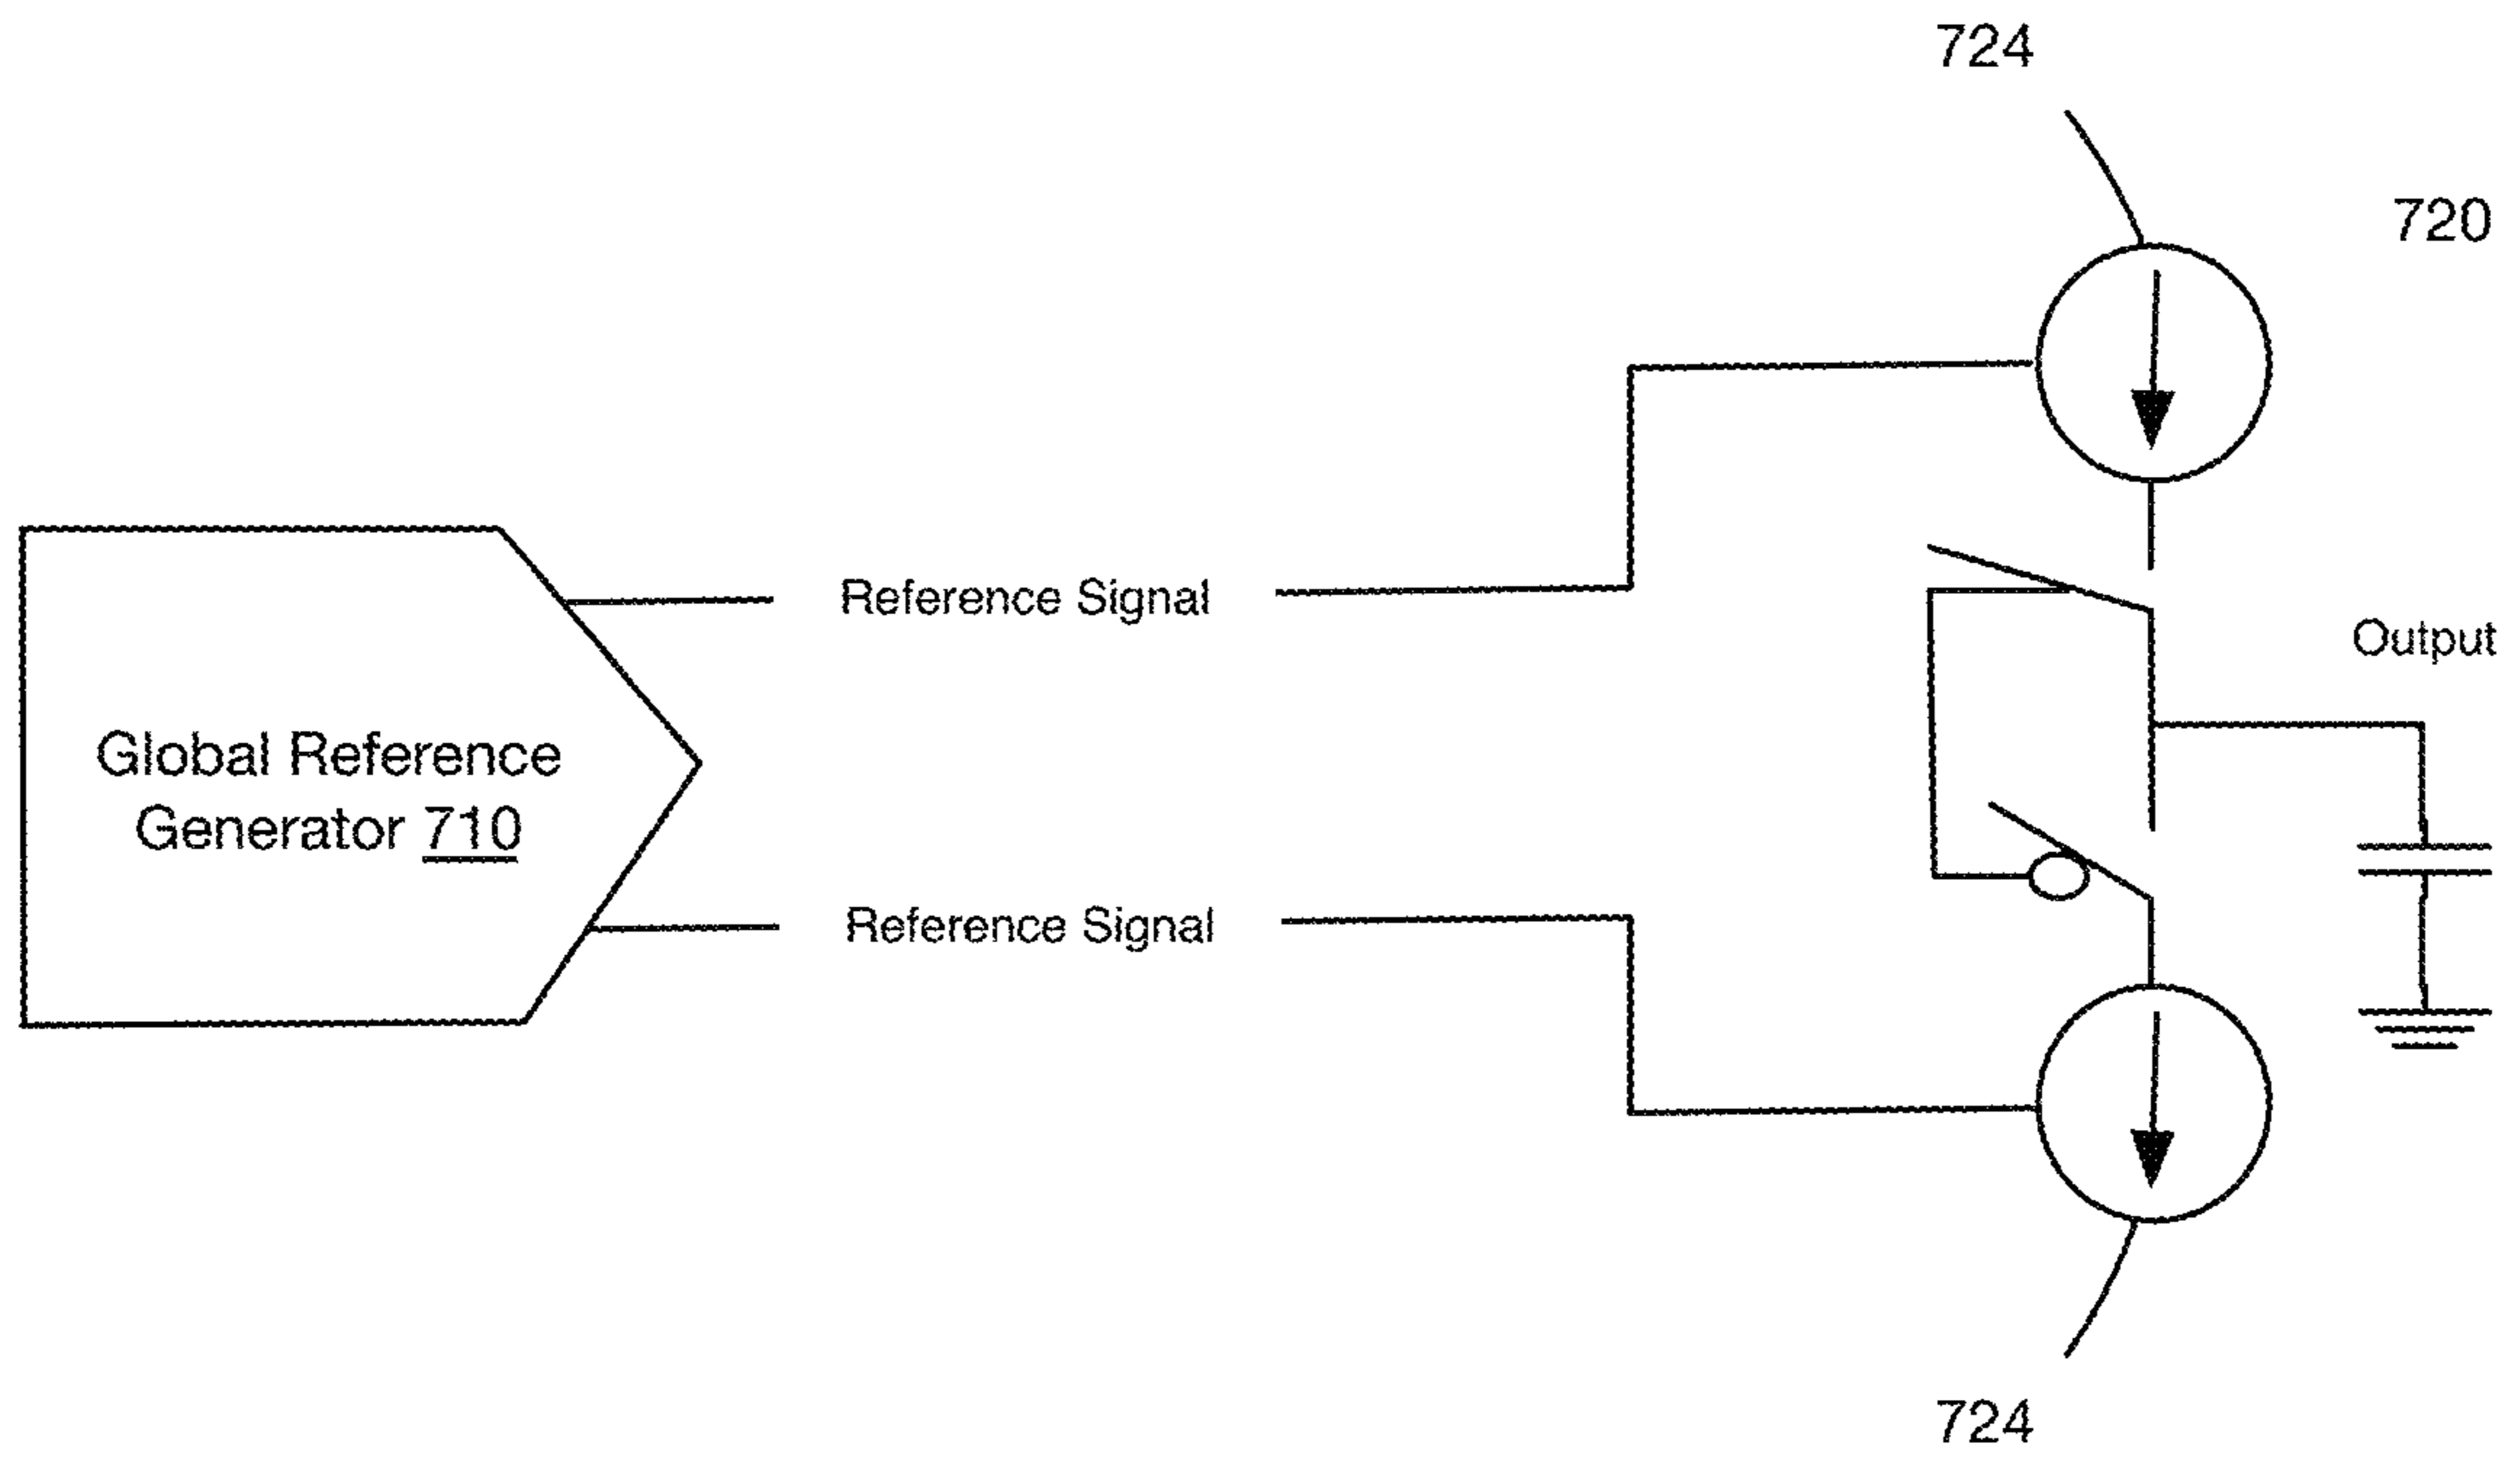 724
720
Reference Signal
Output
Global Reference
Generator 710
Reference Signal
724